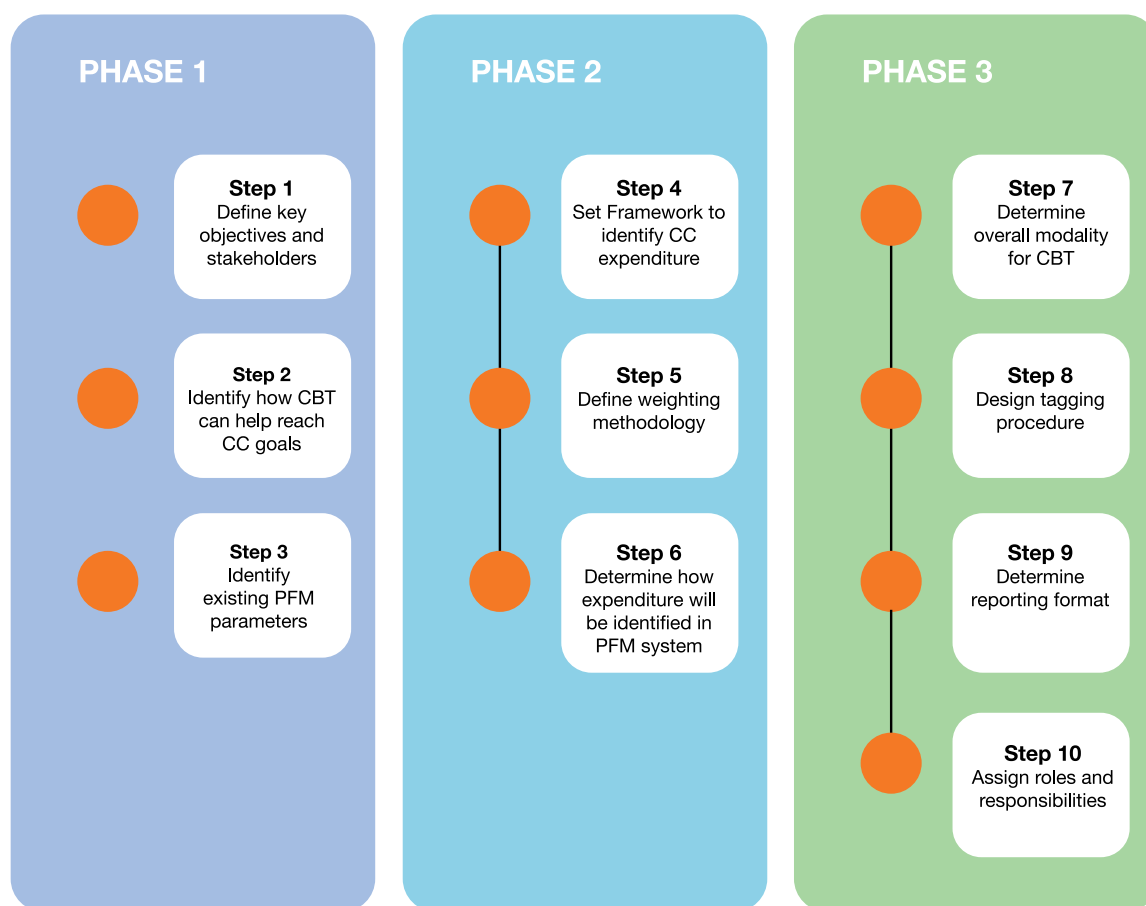 PHASE 1
Step 1
Define key
objectives and
stakeholders
Step 2
Identify how CBT
can help reach
CC goals
Step 3
Identify
existing PFM
parameters
PHASE 2
Step 4
Set Framework to
identify CC
expenditure
Step 5
Define weighting
methodology
Step 6
Determine how
expenditure will
be identified in
PFM system
PHASE 3
Step 7
Determine
overall modality
for CBT
Step 8
Design tagging
procedure
Step 9
Determine
reporting format
Step 10
Assign roles and
responsibilities